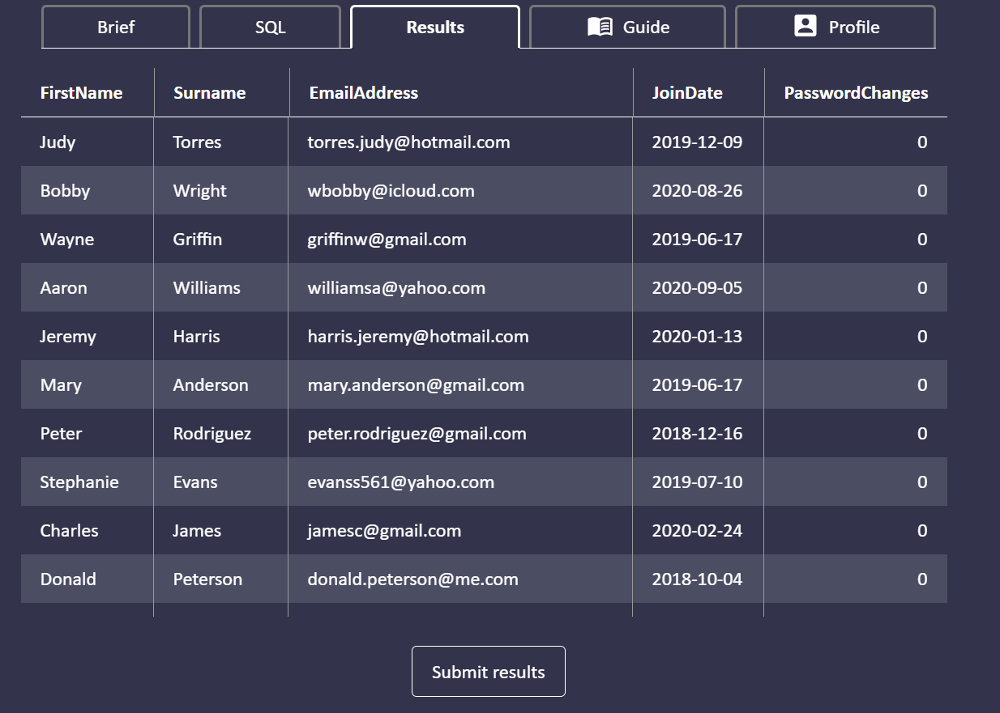 Brief SQL Results Guide Profile
FirstName Surname EmailAddress JoinDate PasswordChanges
Judy Torres torres.judy@hotmail.com 2019-12-09 0
Bobby Wright wbobby@icloud.com 2020-08-26 0
Wayne Griffin griffinw@gmail.com 2019-06-17 0
Aaron Williams williamsa@yahoo.com 2020-09-05 0
Jeremy Harris harris.jeremy@hotmail.com 2020-01-13 0
Mary Anderson mary.anderson@gmail.com 2019-06-17 0
Peter Rodriguez peter.rodriguez@gmail.com 2018-12-16 0
Stephanie Evans evanss561@yahoo.com 2019-07-10 0
Charles James jamesc@gmail.com 2020-02-24 0
Donald Peterson donald.peterson@me.com 2018-10-04 0
Submit results